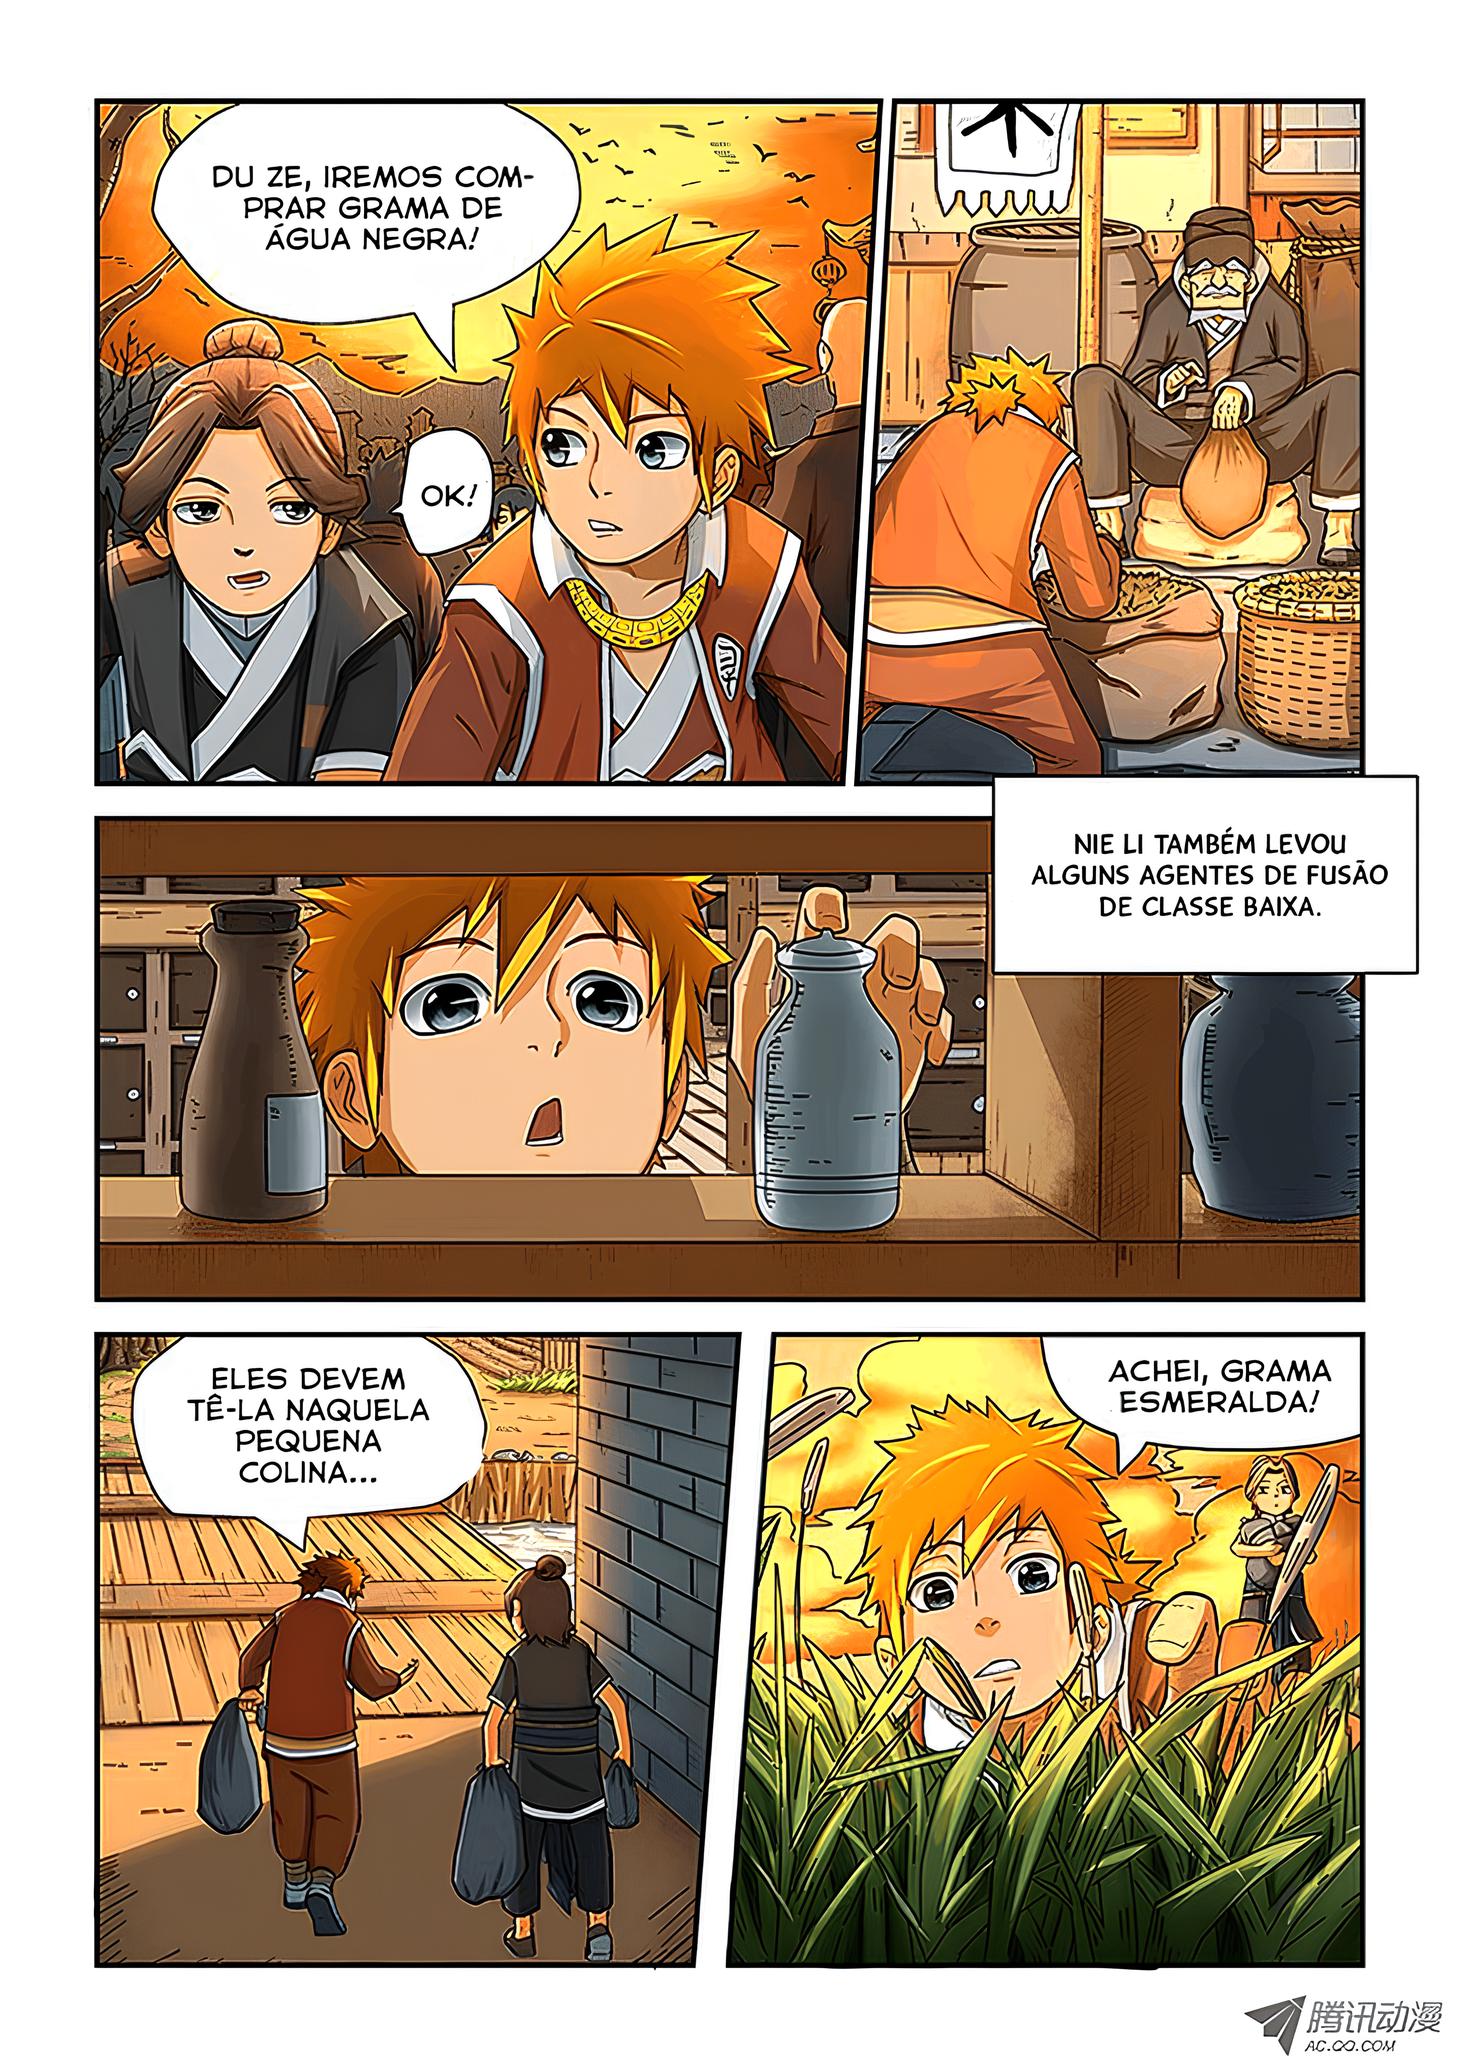 DU ZE, IREMOS COM-
PRAR GRAMA DE
ÁGUA NEGRA!
OK!
NIE LI TAMBÉM LEVOU
ALGUNS AGENTES DE FUSÃO
DE CLASSE BAIXA.
ELES DEVEM
TÊ-LA NAQUELA
PEQUENA
COLINA...
ACHEI, GRAMA
ESMERALDA!
腾讯动漫
AC.QQ.COM